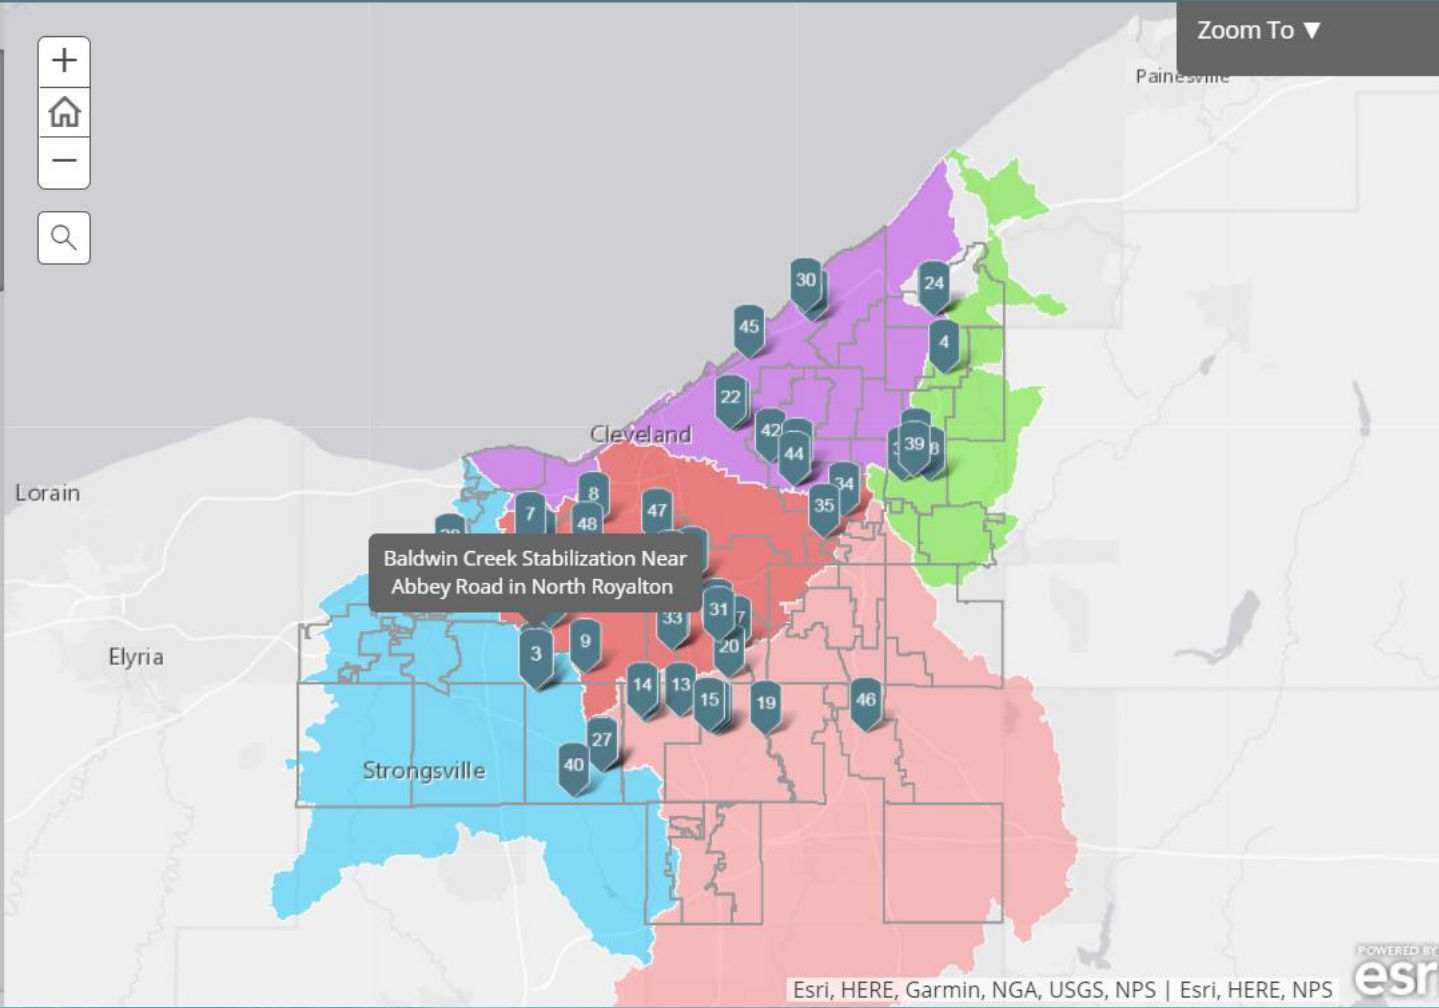 Zoom To ▼
Painesville
+
−
30
24
45
4
22
42
44
39
8
Cleveland
34
35
Lorain
8
7
48
47
Baldwin Creek Stabilization Near
Abbey Road in North Royalton
31
7
33
20
3
9
Elyria
14
13
15
19
46
27
40
Strongsville
POWERED BY
esri
Esri, HERE, Garmin, NGA, USGS, NPS | Esri, HERE, NPS